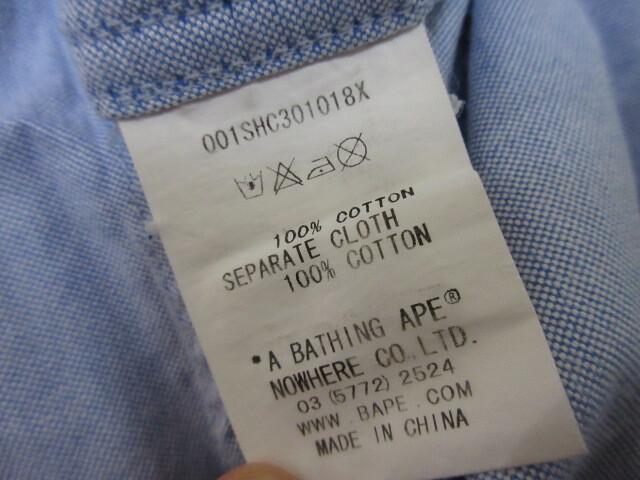 001SHC301018X
100% COTTON
SEPARATE CLOTH
100% COTTON
•A BATHING APE®
NOWHERE CO.,LTD.
03 (5772) 2524
WWW.BAPE.COM
MADE IN CHINA